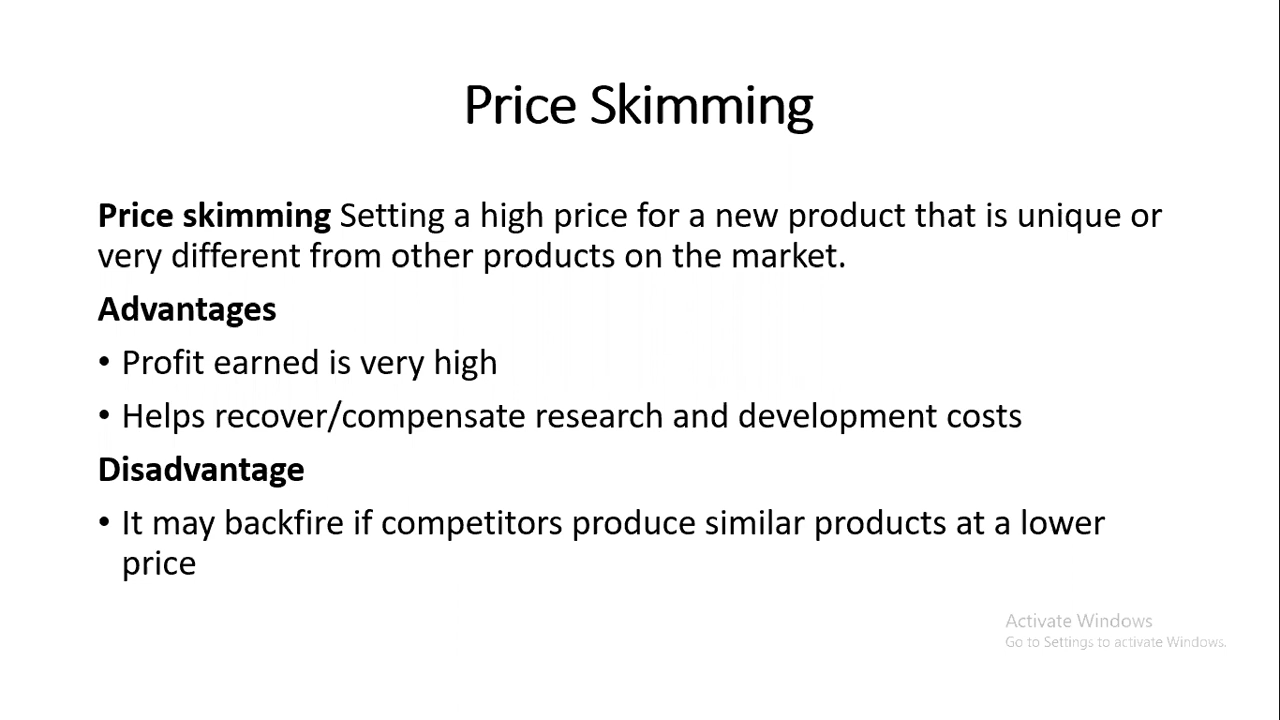 Price Skimming
Price skimming Setting a high price for a new product that is unique or
very different from other products on the market.
Advantages
• Profit earned is very high
• Helps recover/compensate research and development costs
Disadvantage
• It may backfire if competitors produce similar products at a lower
price
Activate Windows
Go to Settings to activate Windows.